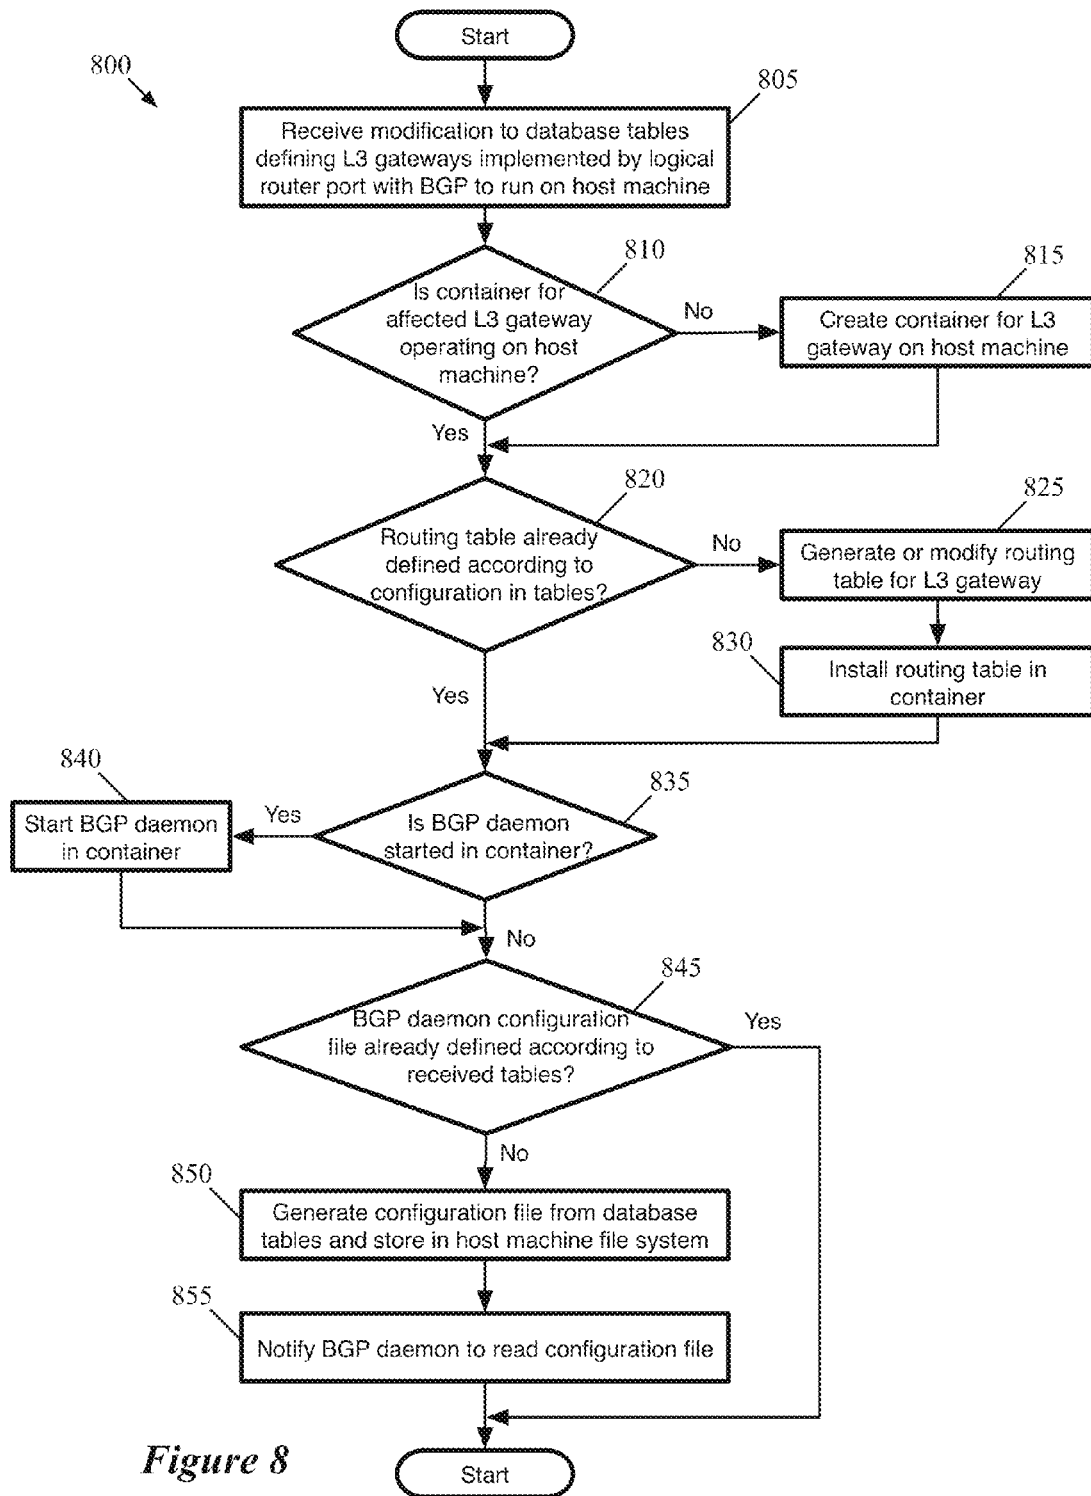 Start
800
805
Receive modification to database tables
defining L3 gateways implemented by logical
router port with BGP to run on host machine
810
Is container for
affected L3 gateway
operating on host
machine?
No
815
Create container for L3
gateway on host machine
Yes
820
Routing table already
defined according to
configuration in tables?
No
825
Generate or modify routing
table for L3 gateway
830
Install routing table in
container
Yes
840
Start BGP daemon
in container
Yes
835
Is BGP daemon
started in container?
No
845
BGP daemon configuration
file already defined according to
received tables?
Yes
No
850
Generate configuration file from database
tables and store in host machine file system
855
Notify BGP daemon to read configuration file
Figure 8
Start